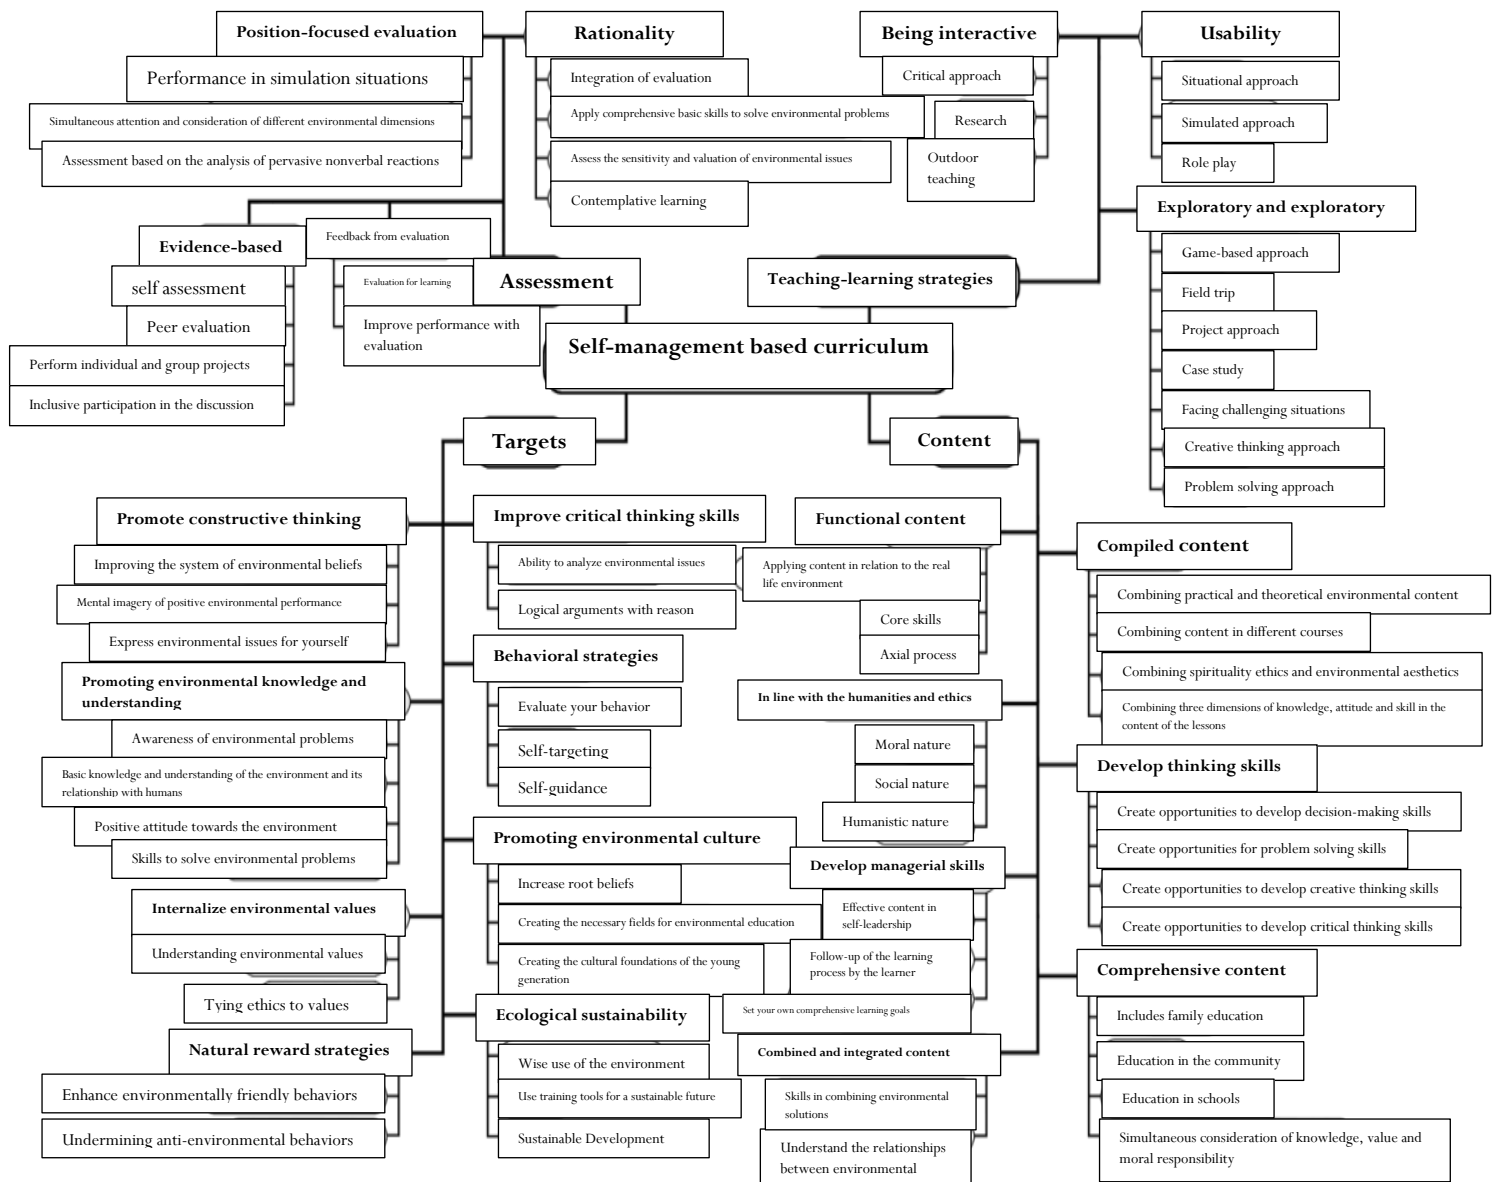 Position-focused evaluation
Performance in simulation situations
Simultaneous attention and consideration of different environmental dimensions
Assessment based on the analysis of pervasive nonverbal reactions
Rationality
Integration of evaluation
Apply comprehensive basic skills to solve environmental problems
Assess the sensitivity and valuation of environmental issues
Contemplative learning
Being interactive
Critical approach
Research
Outdoor
teaching
Usability
Situational approach
Simulated approach
Role play
Exploratory and exploratory
Game-based approach
Field trip
Project approach
Case study
Facing challenging situations
Creative thinking approach
Problem solving approach
Evidence-based
self assessment
Peer evaluation
Perform individual and group projects
Inclusive participation in the discussion
Feedback from evaluation
Evaluation for learning
Improve performance with
evaluation
Assessment
Teaching-learning strategies
Self-management based curriculum
Targets
Content
Promote constructive thinking
Improving the system of environmental beliefs
Mental imagery of positive environmental performance
Express environmental issues for yourself
Promoting environmental knowledge and
understanding
Awareness of environmental problems
Basic knowledge and understanding of the environment and its
relationship with humans
Positive attitude towards the environment
Skills to solve environmental problems
Internalize environmental values
Understanding environmental values
Tying ethics to values
Natural reward strategies
Enhance environmentally friendly behaviors
Undermining anti-environmental behaviors
Improve critical thinking skills
Ability to analyze environmental issues
Logical arguments with reason
Behavioral strategies
Evaluate your behavior
Self-targeting
Self-guidance
Promoting environmental culture
Increase root beliefs
Creating the necessary fields for environmental education
Creating the cultural foundations of the young
generation
Ecological sustainability
Wise use of the environment
Use training tools for a sustainable future
Sustainable Development
Functional content
Applying content in relation to the real
life environment
Core skills
Axial process
In line with the humanities and ethics
Moral nature
Social nature
Humanistic nature
Develop managerial skills
Effective content in
self-leadership
Follow-up of the learning
process by the learner
Set your own comprehensive learning goals
Combined and integrated content
Skills in combining environmental
solutions
Understand the relationships
between environmental
Compiled content
Combining practical and theoretical environmental content
Combining content in different courses
Combining spirituality ethics and environmental aesthetics
Combining three dimensions of knowledge, attitude and skill in the
content of the lessons
Develop thinking skills
Create opportunities to develop decision-making skills
Create opportunities for problem solving skills
Create opportunities to develop creative thinking skills
Create opportunities to develop critical thinking skills
Comprehensive content
Includes family education
Education in the community
Education in schools
Simultaneous consideration of knowledge, value and
moral responsibility